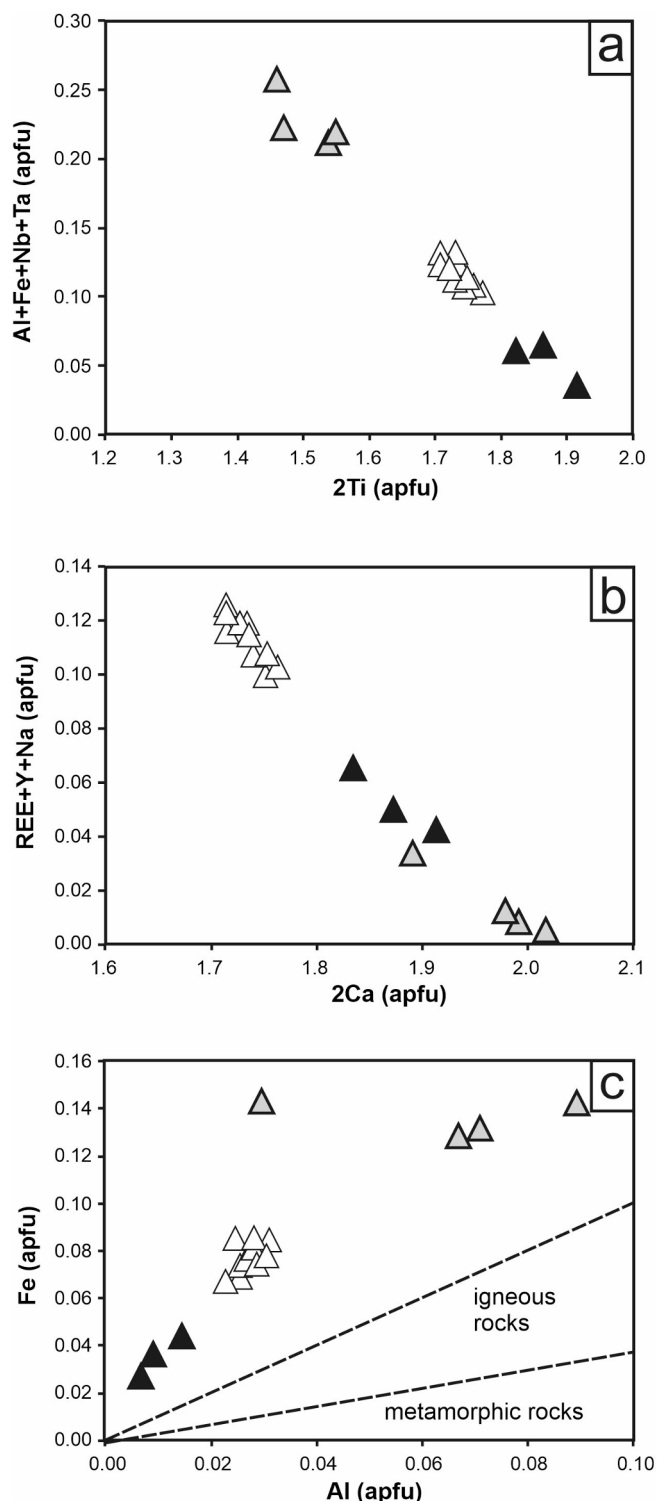 a
0.30
0.25
0.20
0.15
0.10
0.05
0.00
Al+Fe+Nb+Ta (apfu)
1.2 1.3 1.4 1.5 1.6 1.7 1.8 1.9 2.0
2Ti (apfu)
b
0.14
0.12
0.10
0.08
0.06
0.04
0.02
0.00
REE+Y+Na (apfu)
1.6 1.7 1.8 1.9 2.0 2.1
2Ca (apfu)
c
0.16
0.14
0.12
0.10
0.08
0.06
0.04
0.02
0.00
Fe (apfu)
igneous
rocks
metamorphic rocks
0.00 0.02 0.04 0.06 0.08 0.10
Al (apfu)